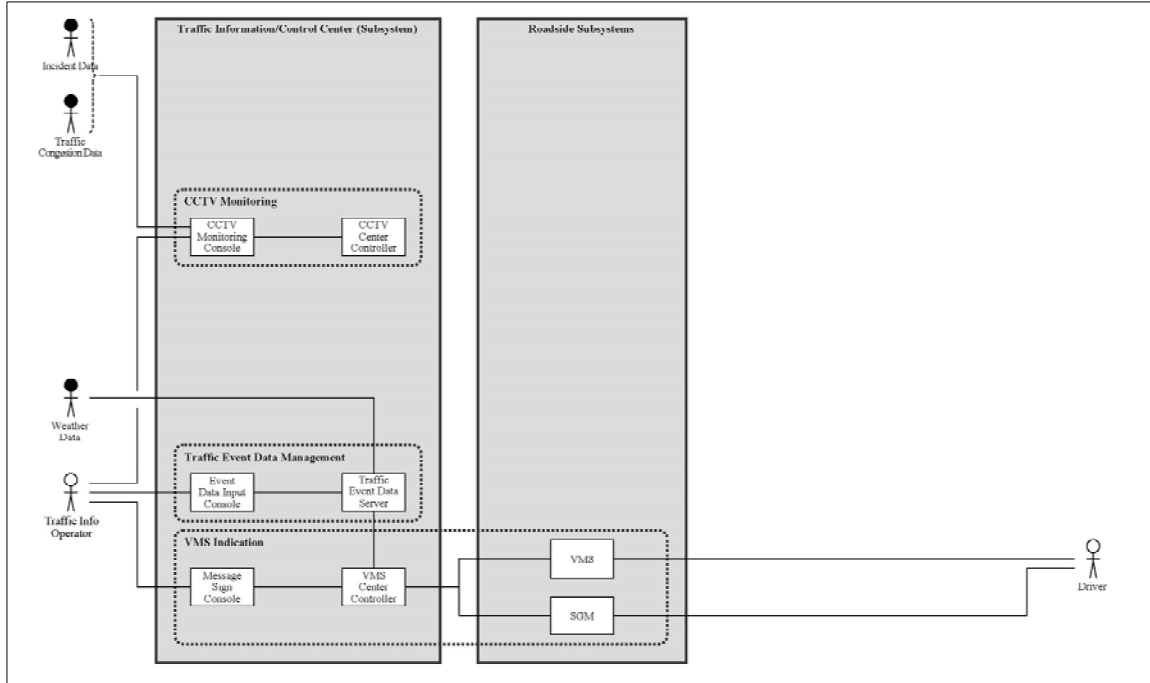 Traffic Information/Control Center (Subsystem)
Roadside Subsystems
Incident Data
Traffic
Congestion Data
CCTV Monitoring
CCTV
Monitoring
Console
CCTV
Center
Controller
Weather
Data
Traffic Event Data Management
Event
Data Input
Console
Traffic
Event Data
Server
Traffic Info
Operator
VMS Indication
Message
Sign
Console
VMS
Center
Controller
VMS
SGM
Driver